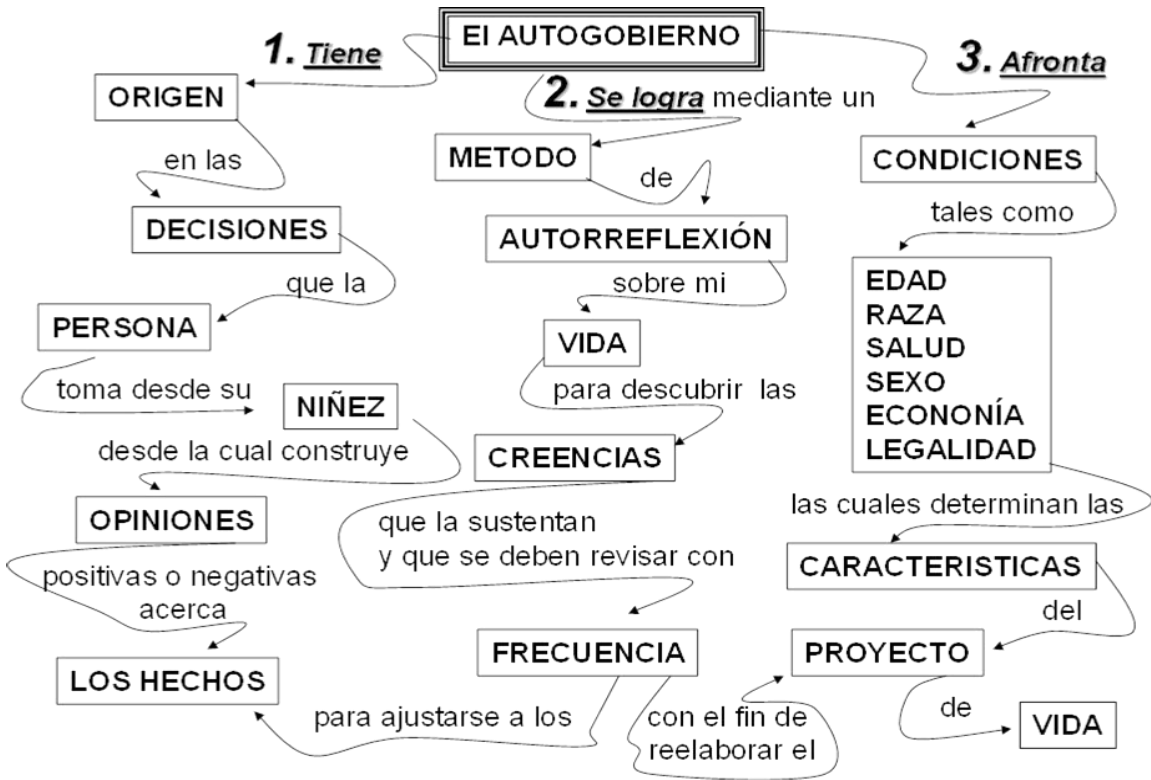 El AUTOGOBIERNO
1. Tiene
ORIGEN
en las
DECISIONES
que la
PERSONA
toma desde su
NIÑEZ
desde la cual construye
OPINIONES
positivas o negativas
acerca
LOS HECHOS
2. Se logra mediante un
METODO
de
AUTORREFLEXIÓN
sobre mi
VIDA
para descubrir las
CREENCIAS
que la sustentan
y que se deben revisar con
FRECUENCIA
para ajustarse a los
con el fin de
reelaborar el
3. Afronta
CONDICIONES
tales como
EDAD
RAZA
SALUD
SEXO
ECONONÍA
LEGALIDAD
las cuales determinan las
CARACTERISTICAS
del
PROYECTO
de
VIDA